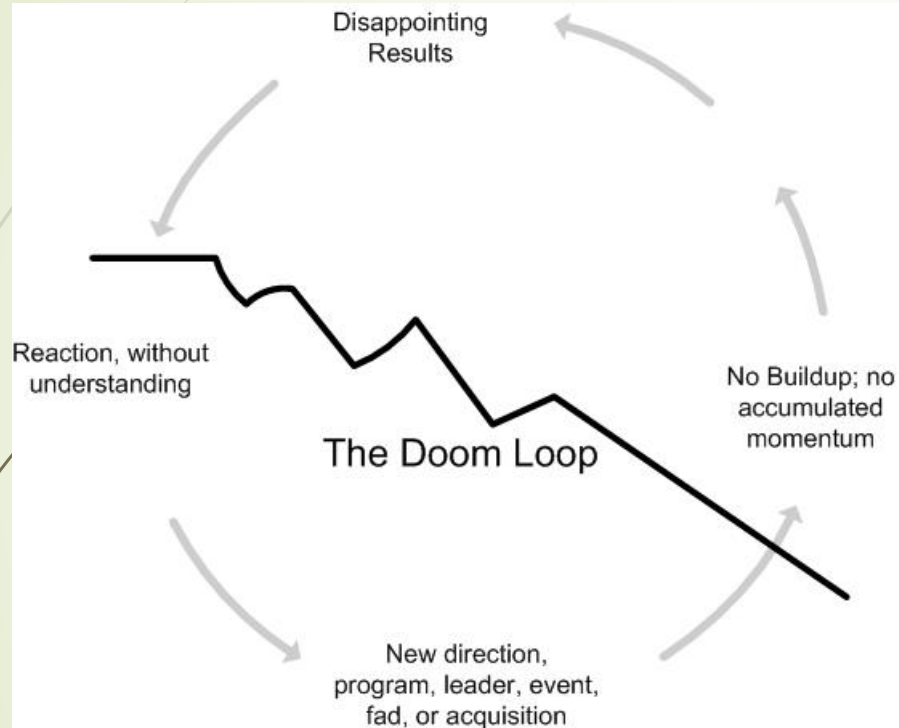 Disappointing
Results
Reaction, without
understanding
No Buildup; no
accumulated
momentum
The Doom Loop
New direction,
program, leader, event,
fad, or acquisition